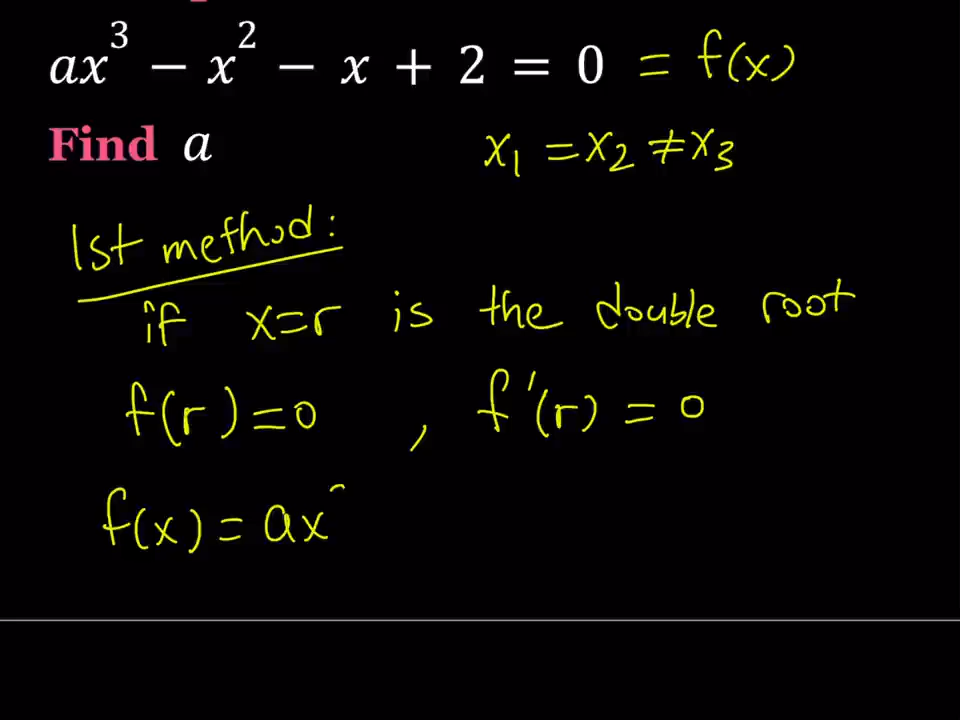 ax³ − x² − x + 2 = 0 = f(x)
Find a x₁ = x₂ ≠ x₃
1st method:
if x=r is the double root
f(r)=0 , f'(r) = 0
f(x) = ax